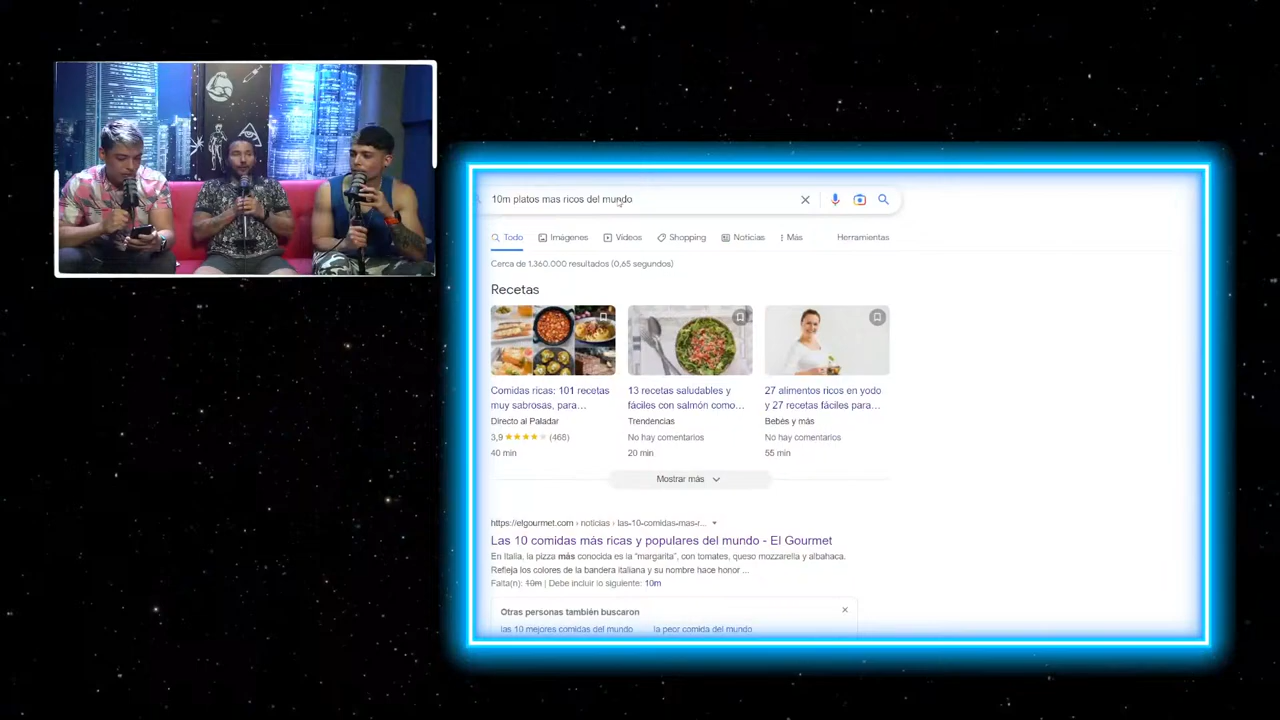 10m platos mas ricos del mundo
Todo Imágenes Vídeos Shopping Noticias Más Herramientas
Cerca de 1.360.000 resultados (0,65 segundos)
Recetas
Comidas ricas: 101 recetas
muy sabrosas, para…
Directo al Paladar
3,9 (468)
40 min
13 recetas saludables y
fáciles con salmón como…
Trendencias
No hay comentarios
20 min
27 alimentos ricos en yodo
y 27 recetas fáciles para…
Bebés y más
No hay comentarios
55 min
Mostrar más
https://elgourmet.com › noticias › las-10-comidas-mas-r...
Las 10 comidas más ricas y populares del mundo - El Gourmet
En Italia, la pizza más conocida es la “margarita”, con tomates, queso mozzarella y albahaca.
Refleja los colores de la bandera italiana y su nombre hace honor ...
Falta(n): 10m | Debe incluir lo siguiente: 10m
Otras personas también buscaron
las 10 mejores comidas del mundo la peor comida del mundo